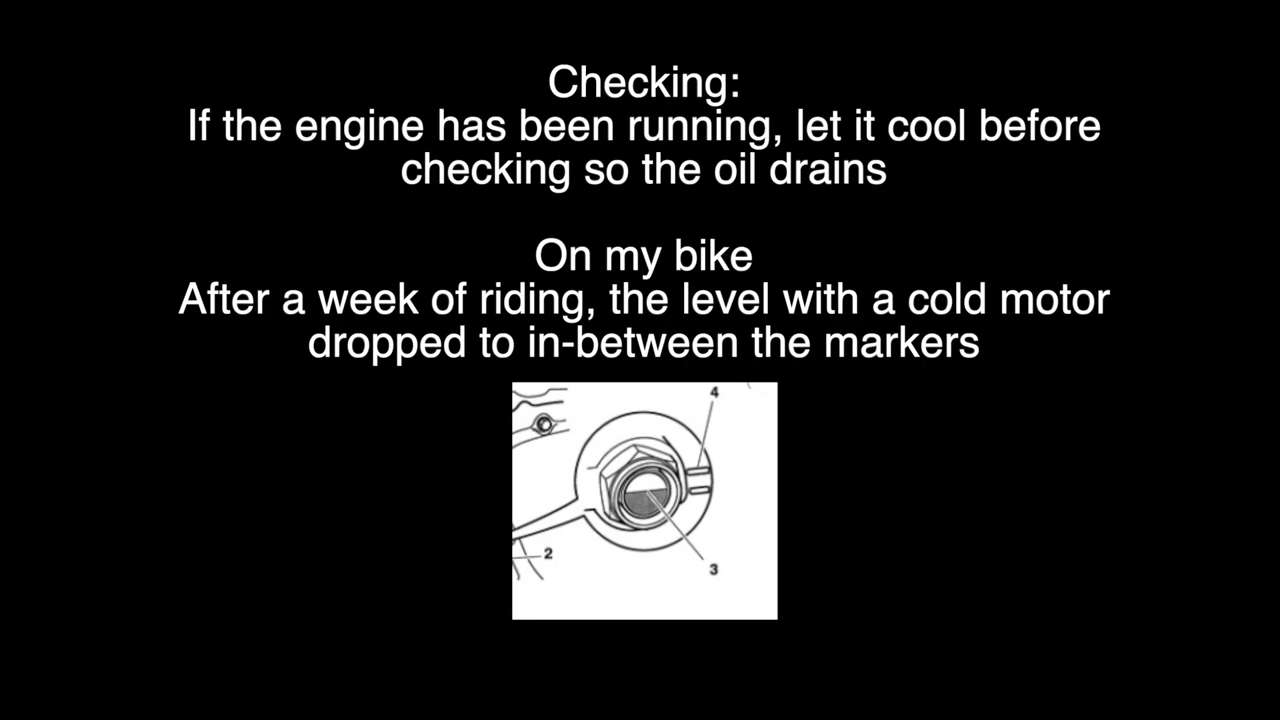 Checking:
If the engine has been running, let it cool before
checking so the oil drains
On my bike
After a week of riding, the level with a cold motor
dropped to in-between the markers
4
2
3